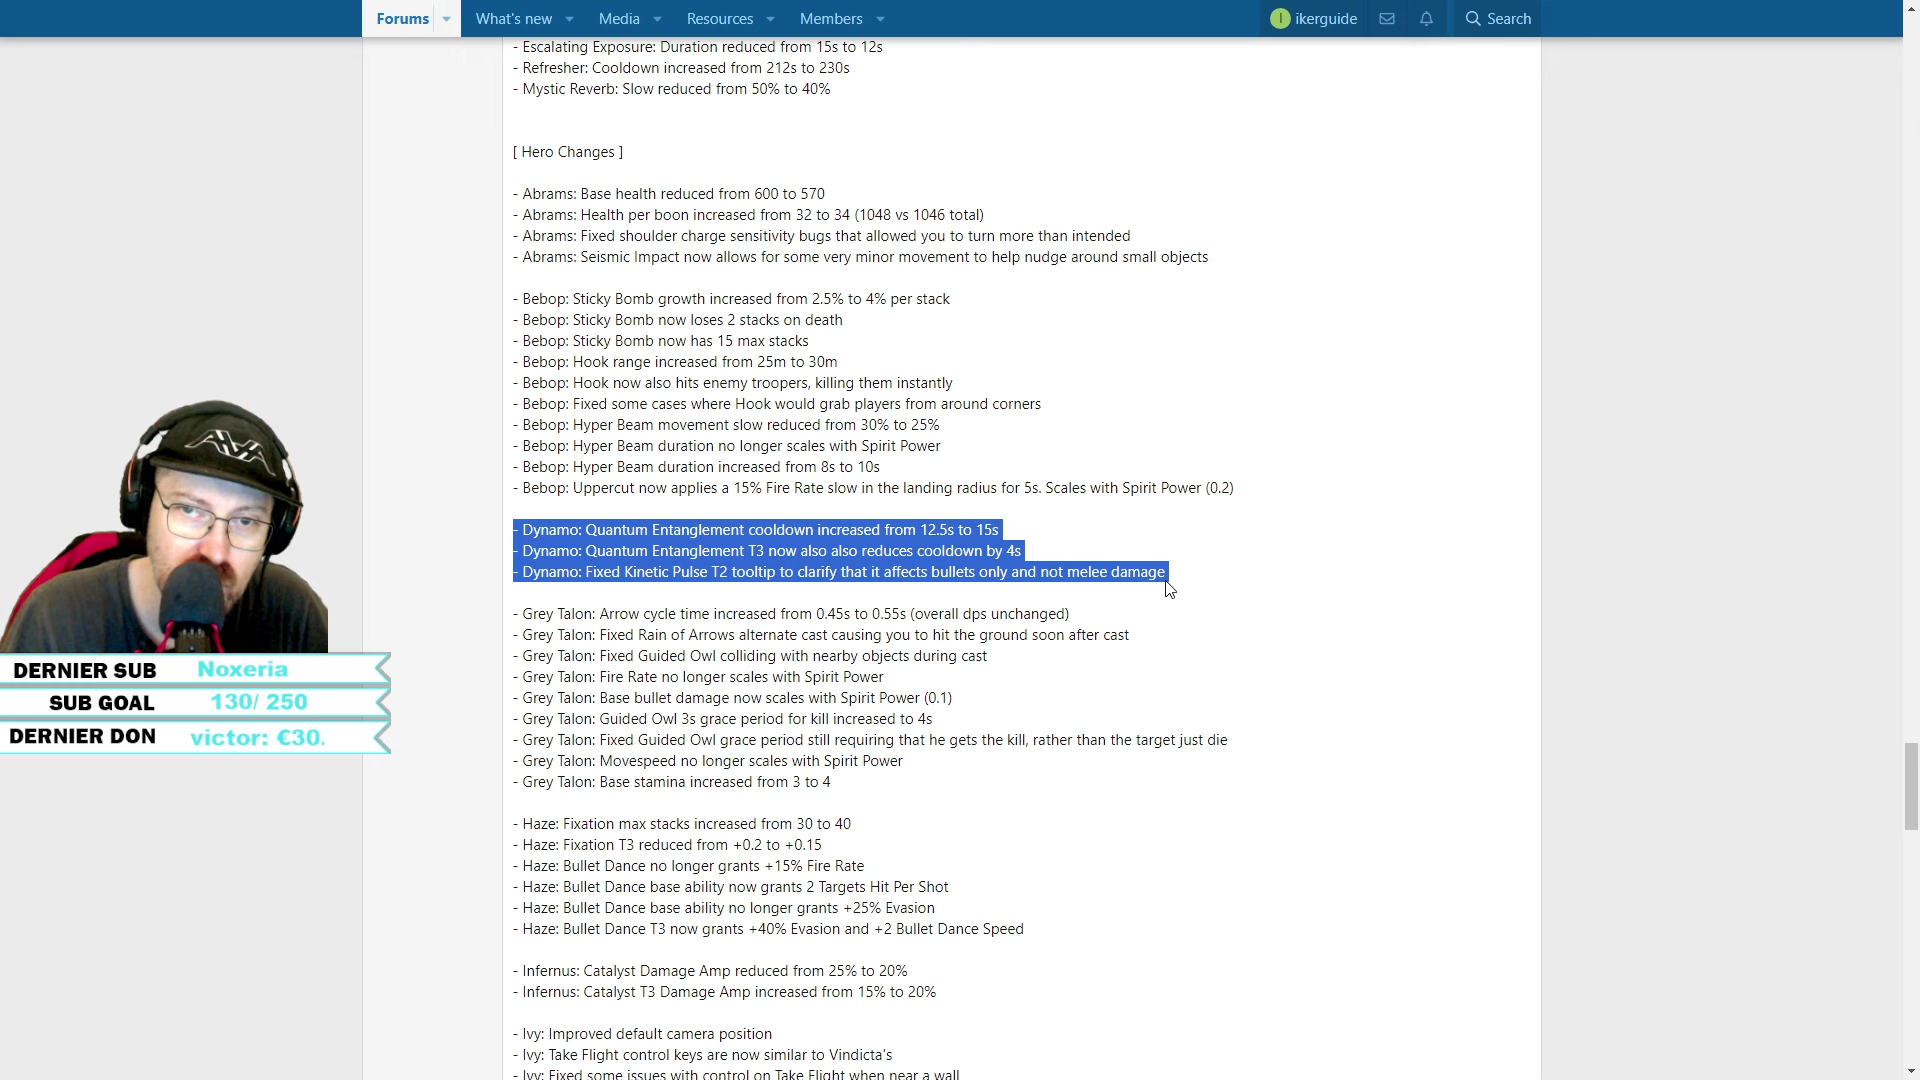 Forums
What's new
Media
Resources
Members
I
ikerguide
Search
- Escalating Exposure: Duration reduced from 15s to 12s
- Refresher: Cooldown increased from 212s to 230s
- Mystic Reverb: Slow reduced from 50% to 40%
[ Hero Changes ]
- Abrams: Base health reduced from 600 to 570
- Abrams: Health per boon increased from 32 to 34 (1048 vs 1046 total)
- Abrams: Fixed shoulder charge sensitivity bugs that allowed you to turn more than intended
- Abrams: Seismic Impact now allows for some very minor movement to help nudge around small objects
- Bebop: Sticky Bomb growth increased from 2.5% to 4% per stack
- Bebop: Sticky Bomb now loses 2 stacks on death
- Bebop: Sticky Bomb now has 15 max stacks
- Bebop: Hook range increased from 25m to 30m
- Bebop: Hook now also hits enemy troopers, killing them instantly
- Bebop: Fixed some cases where Hook would grab players from around corners
- Bebop: Hyper Beam movement slow reduced from 30% to 25%
- Bebop: Hyper Beam duration no longer scales with Spirit Power
- Bebop: Hyper Beam duration increased from 8s to 10s
- Bebop: Uppercut now applies a 15% Fire Rate slow in the landing radius for 5s. Scales with Spirit Power (0.2)
- Dynamo: Quantum Entanglement cooldown increased from 12.5s to 15s
- Dynamo: Quantum Entanglement T3 now also also reduces cooldown by 4s
- Dynamo: Fixed Kinetic Pulse T2 tooltip to clarify that it affects bullets only and not melee damage
- Grey Talon: Arrow cycle time increased from 0.45s to 0.55s (overall dps unchanged)
- Grey Talon: Fixed Rain of Arrows alternate cast causing you to hit the ground soon after cast
- Grey Talon: Fixed Guided Owl colliding with nearby objects during cast
- Grey Talon: Fire Rate no longer scales with Spirit Power
- Grey Talon: Base bullet damage now scales with Spirit Power (0.1)
- Grey Talon: Guided Owl 3s grace period for kill increased to 4s
- Grey Talon: Fixed Guided Owl grace period still requiring that he gets the kill, rather than the target just die
- Grey Talon: Movespeed no longer scales with Spirit Power
- Grey Talon: Base stamina increased from 3 to 4
- Haze: Fixation max stacks increased from 30 to 40
- Haze: Fixation T3 reduced from +0.2 to +0.15
- Haze: Bullet Dance no longer grants +15% Fire Rate
- Haze: Bullet Dance base ability now grants 2 Targets Hit Per Shot
- Haze: Bullet Dance base ability no longer grants +25% Evasion
- Haze: Bullet Dance T3 now grants +40% Evasion and +2 Bullet Dance Speed
- Infernus: Catalyst Damage Amp reduced from 25% to 20%
- Infernus: Catalyst T3 Damage Amp increased from 15% to 20%
- Ivy: Improved default camera position
- Ivy: Take Flight control keys are now similar to Vindicta's
- Ivy: Fixed some issues with control on Take Flight when near a wall
DERNIER SUB Noxeria
SUB GOAL 130/ 250
DERNIER DON victor: €30.